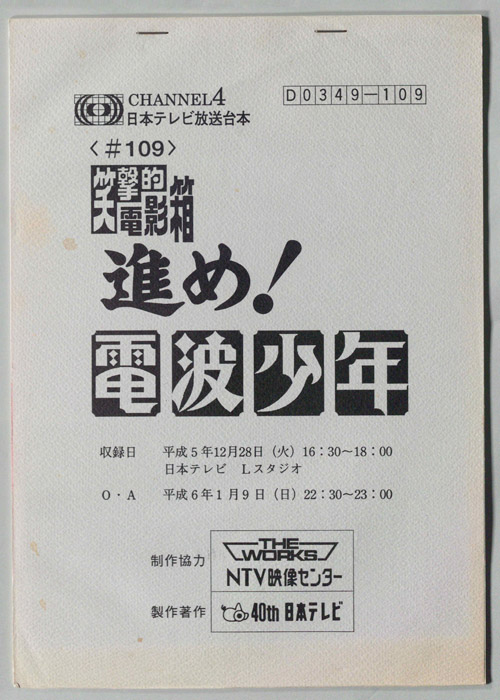 CHANNEL4
日本テレビ放送台本
D0349-109
〈#109〉
笑撃的
電影箱
進め!
電波少年
収録日 平成5年12月28日(火)16:30~18:00
日本テレビ Lスタジオ
O・A 平成6年1月9日(日)22:30~23:00
制作協力
THE WORKS
NTV映像センター
製作著作
40th 日本テレビ